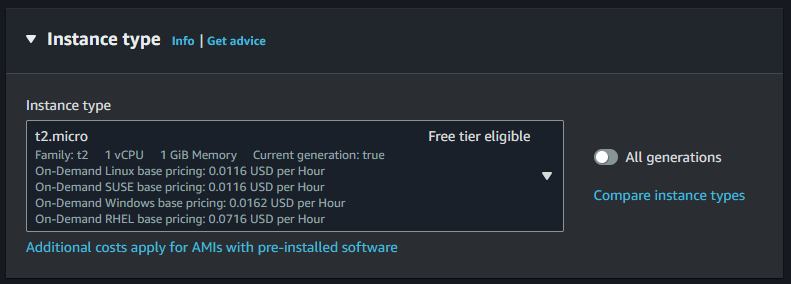 Instance type Info | Get advice
Instance type
t2.micro Free tier eligible
Family: t2 1 vCPU 1 GiB Memory Current generation: true
On-Demand Linux base pricing: 0.0116 USD per Hour
On-Demand SUSE base pricing: 0.0116 USD per Hour
On-Demand Windows base pricing: 0.0162 USD per Hour
On-Demand RHEL base pricing: 0.0716 USD per Hour
All generations
Compare instance types
Additional costs apply for AMIs with pre-installed software